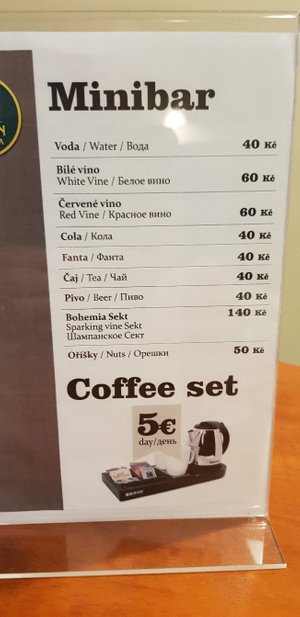 Minibar
Voda / Water / Вода 40 Kč
Bílé víno 60 Kč
White Vine / Белое вино
Červené víno
Red Vine / Красное вино 60 Kč
Cola / Кола 40 Kč
Fanta / Фанта 40 Kč
Čaj / Tea / Чай 40 Kč
Pivo / Beer / Пиво 40 Kč
Bohemia Sekt 140 Kč
Sparking vine Sekt
Шампанское Сект
Oříšky / Nuts / Орешки 50 Kč
Coffee set
5€
day/день